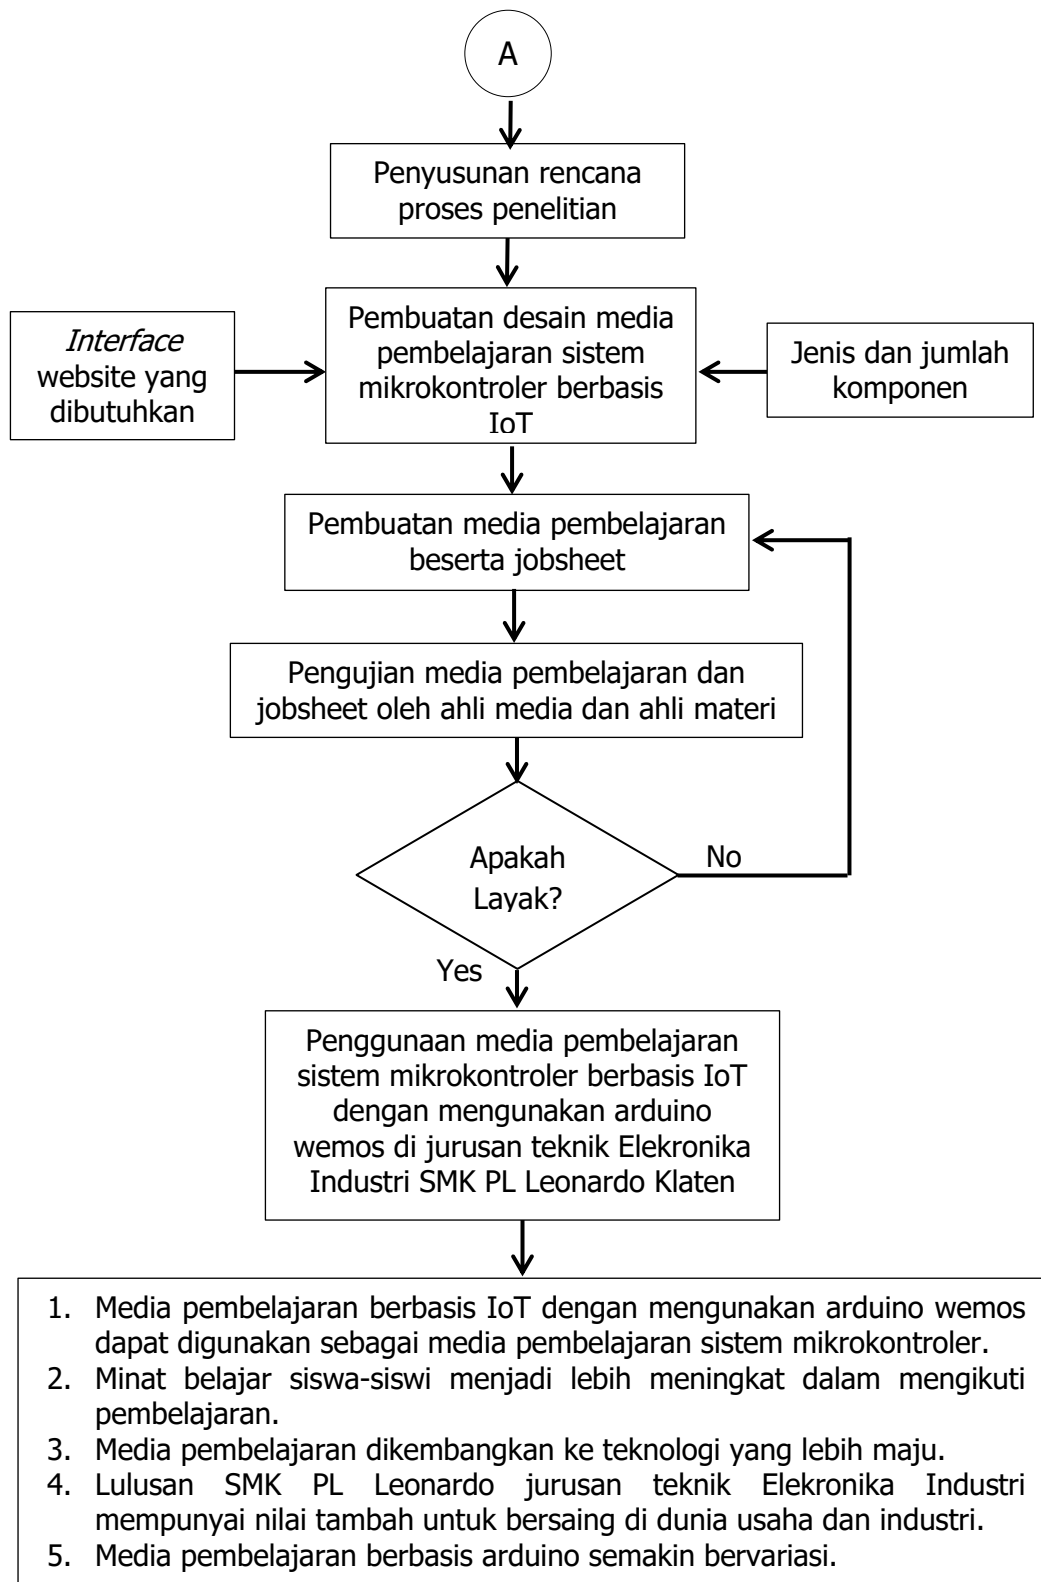 A
Penyusunan rencana
proses penelitian
Interface
website yang
dibutuhkan
Pembuatan desain media
pembelajaran sistem
mikrokontroler berbasis
IoT
Jenis dan jumlah
komponen
Pembuatan media pembelajaran
beserta jobsheet
Pengujian media pembelajaran dan
jobsheet oleh ahli media dan ahli materi
Apakah
Layak?
No
Yes
Penggunaan media pembelajaran
sistem mikrokontroler berbasis IoT
dengan mengunakan arduino
wemos di jurusan teknik Elekronika
Industri SMK PL Leonardo Klaten
1. Media pembelajaran berbasis IoT dengan mengunakan arduino wemos
dapat digunakan sebagai media pembelajaran sistem mikrokontroler.
2. Minat belajar siswa-siswi menjadi lebih meningkat dalam mengikuti
pembelajaran.
3. Media pembelajaran dikembangkan ke teknologi yang lebih maju.
4. Lulusan SMK PL Leonardo jurusan teknik Elekronika Industri
mempunyai nilai tambah untuk bersaing di dunia usaha dan industri.
5. Media pembelajaran berbasis arduino semakin bervariasi.